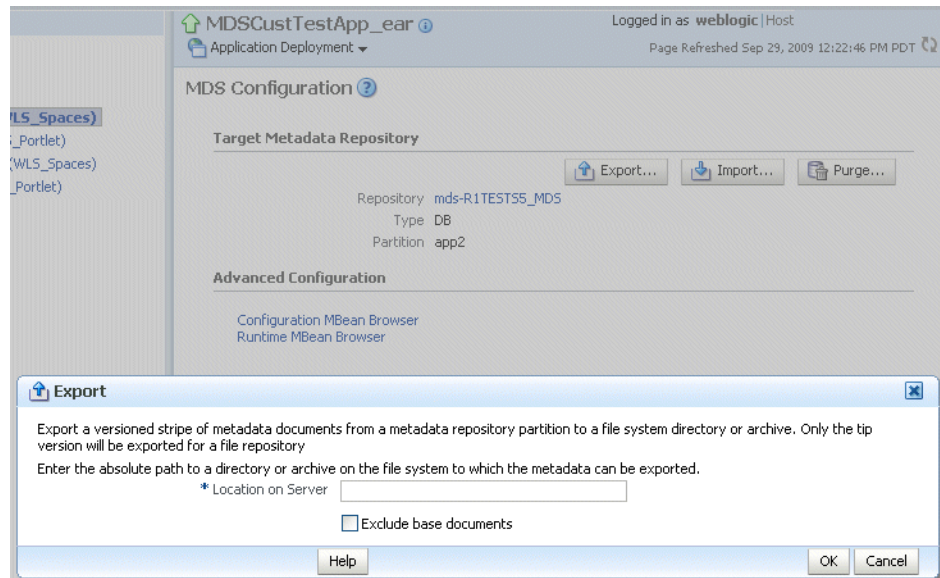 MDSCustTestApp_ear
Logged in as weblogic|Host
Application Deployment
Page Refreshed Sep 29, 2009 12:22:46 PM PDT
MDS Configuration
WLS_Spaces)
_Portlet)
(WLS_Spaces)
_Portlet)
Target Metadata Repository
Export... Import... Purge...
Repository mds-R1TESTS5_MDS
Type DB
Partition app2
Advanced Configuration
Configuration MBean Browser
Runtime MBean Browser
Export
Export a versioned stripe of metadata documents from a metadata repository partition to a file system directory or archive. Only the tip
version will be exported for a file repository
Enter the absolute path to a directory or archive on the file system to which the metadata can be exported.
* Location on Server
Exclude base documents
Help OK Cancel